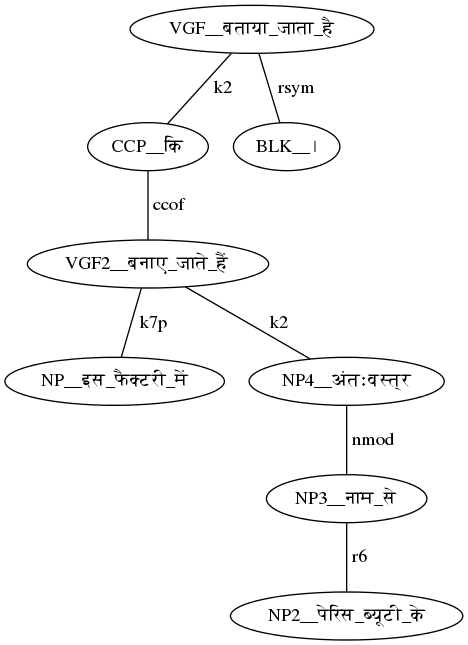 VGF__बताया_जाता_है
k2
rsym
CCP__कि
BLK__।
ccof
VGF2__बनाए_जाते_हैं
k7p
k2
NP__इस_फैक्टरी_में
NP4__अंतःवस्त्र
nmod
NP3__नाम_से
r6
NP2__पेरिस_ब्यूटी_के